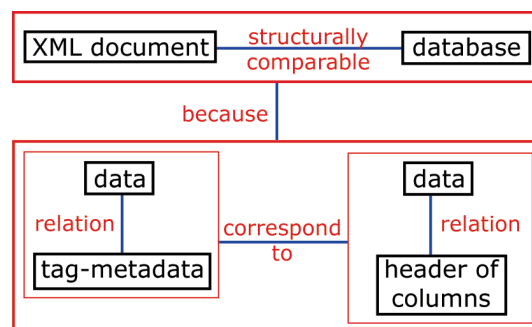 XML document structurally comparable database
because
data data
relation correspond to relation
tag-metadata header of columns